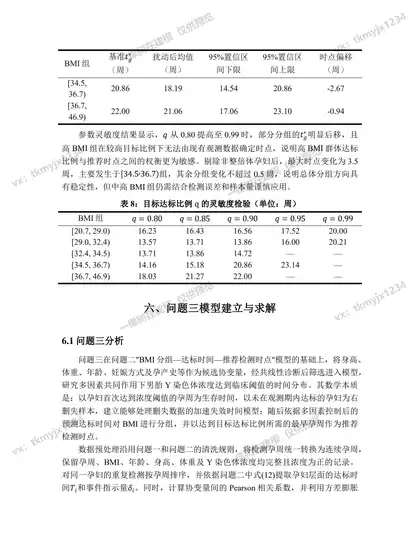 BMI 组
基准t*g（周）
扰动后均值（周）
95%置信区间下限
95%置信区间上限
时点偏移（周）
[34.5, 36.7) 20.86 18.19 14.54 20.86 -2.67
[36.7, 46.9) 22.00 21.06 17.06 23.10 -0.94
参数灵敏度结果显示，q 从 0.80 提高至 0.99 时，部分分组的t*g明显后移，且
高 BMI 组在较高目标比例下无法由现有观测数据确定时点，说明高 BMI 群体达标
比例与推荐时点之间的权衡更为敏感。剔除非整倍体孕妇后，最大时点变化为 3.5
周，主要发生于[34.5,36.7)组，其余分组变化不超过 0.5 周，说明总体分组方向具
有稳定性，但中高 BMI 组仍需结合检测误差和样本量谨慎应用。
表 8：目标达标比例 q 的灵敏度检验（单位：周）
BMI 组 q = 0.80 q = 0.85 q = 0.90 q = 0.95 q = 0.99
[20.7, 29.0) 16.23 16.43 16.56 17.52 20.00
[29.0, 32.4) 13.57 13.71 13.86 16.00 20.21
[32.4, 34.5) 13.71 13.86 14.72 — —
[34.5, 36.7) 14.16 15.18 20.86 23.14 —
[36.7, 46.9) 18.03 21.27 22.00 — —
六、问题三模型建立与求解
6.1 问题三分析
问题三在问题二"BMI 分组—达标时间—推荐检测时点"模型的基础上，将身高、
体重、年龄、妊娠方式及孕产史等作为候选协变量，经共线性诊断后筛选进入模型，
研究多因素共同作用下男胎 Y 染色体浓度达到临床阈值的时间分布。其数学本质
是：以孕妇首次达到浓度阈值的孕周为生存时间，以未在观测期内达标的孕妇为右
删失样本，建立能够处理删失数据的加速失效时间模型；随后依据多因素控制后的
预测达标时间对 BMI 进行分组，并以达到目标达标比例所需的最早孕周作为推荐
检测时点。
数据预处理沿用问题一和问题二的清洗规则，将检测孕周统一转换为连续孕周，
保留孕周、BMI、年龄、身高、体重及 Y 染色体浓度均完整且浓度为正的记录。
对同一孕妇的重复检测按孕周排序，并依据问题二中式(12)提取孕妇层面的达标时
间Ti和事件指示量δi。同时，计算协变量间的 Pearson 相关系数，并利用方差膨胀
vx: tkmyjx1234